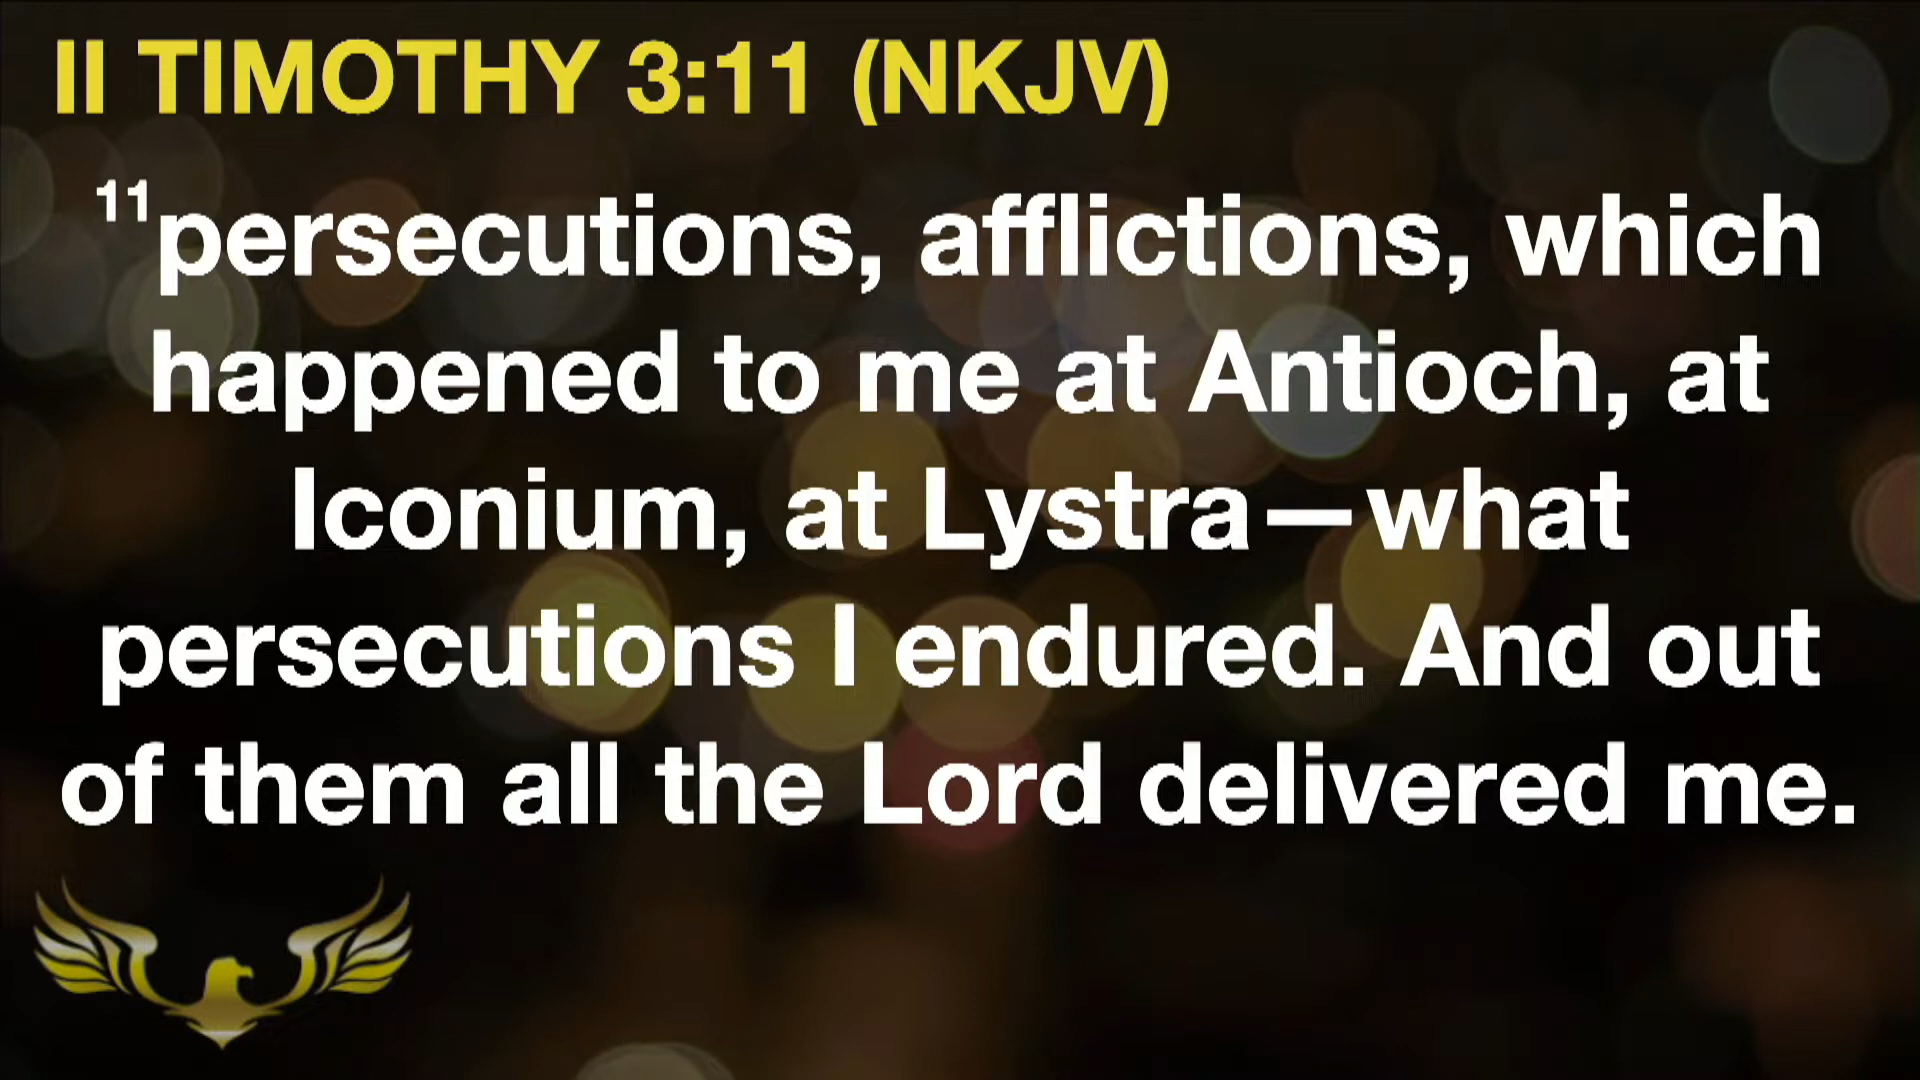 II TIMOTHY 3:11 (NKJV)
11persecutions, afflictions, which
happened to me at Antioch, at
Iconium, at Lystra—what
persecutions I endured. And out
of them all the Lord delivered me.